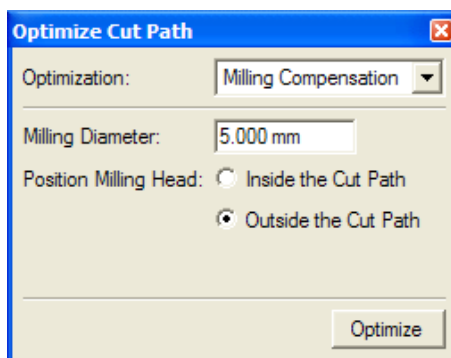 Optimize Cut Path
Optimization: Milling Compensation
Milling Diameter: 5.000 mm
Position Milling Head: Inside the Cut Path
Outside the Cut Path
Optimize